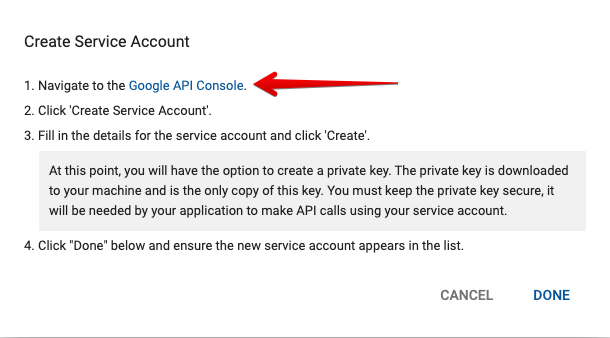 Create Service Account
1. Navigate to the Google API Console.
2. Click 'Create Service Account'.
3. Fill in the details for the service account and click 'Create'.
At this point, you will have the option to create a private key. The private key is downloaded
to your machine and is the only copy of this key. You must keep the private key secure, it
will be needed by your application to make API calls using your service account.
4. Click "Done" below and ensure the new service account appears in the list.
CANCEL DONE